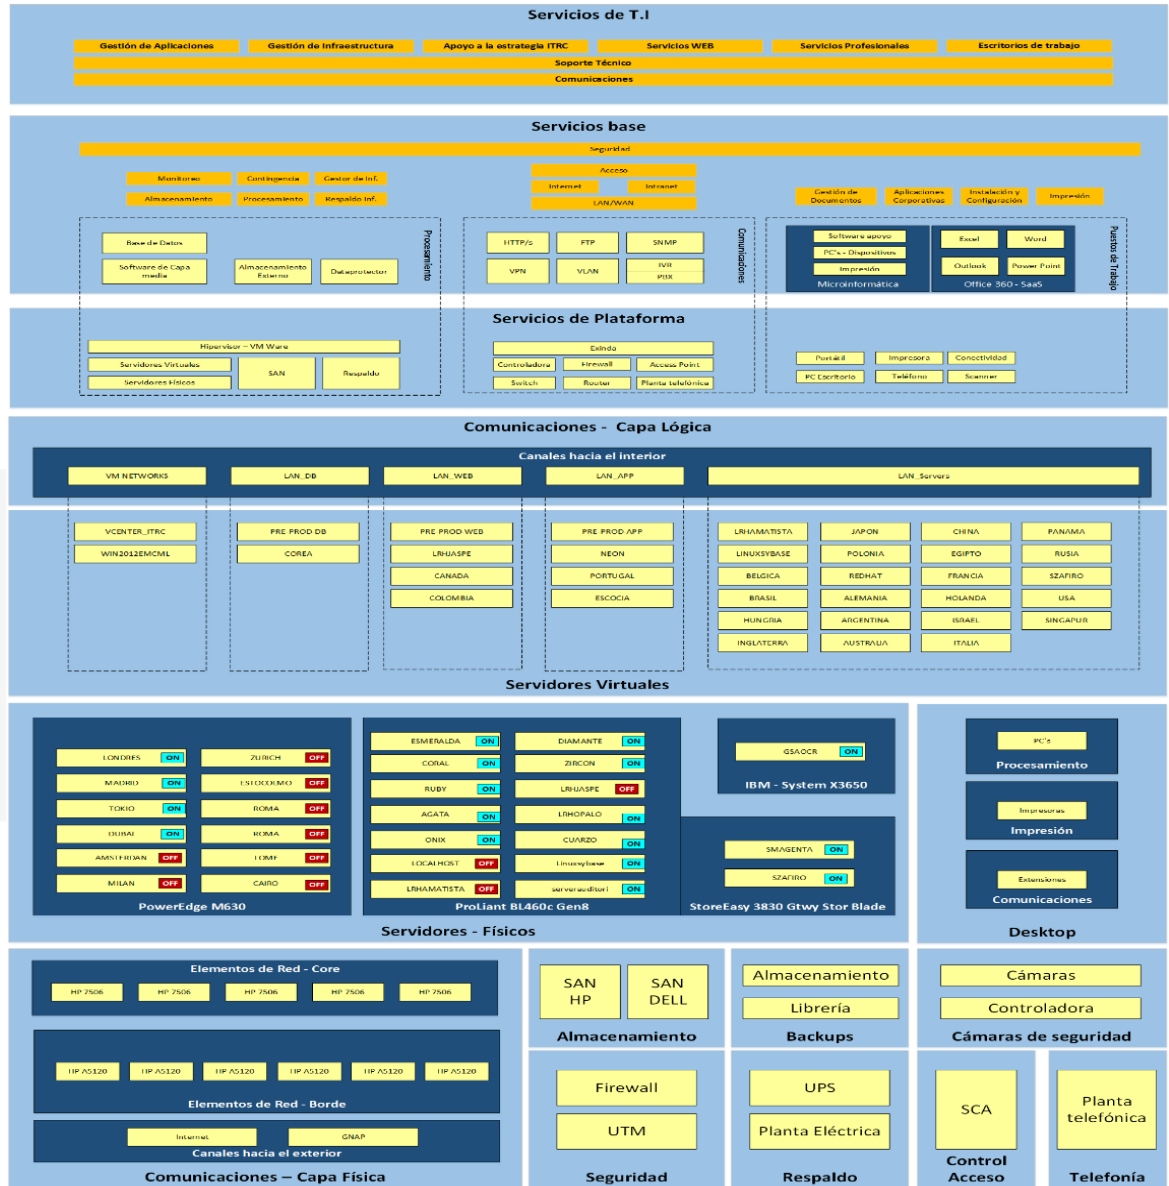 Servicios de T.I
Gestión de Aplicaciones
Gestión de Infraestructura
Apoyo a la estrategia ITRC
Servicios WEB
Servicios Profesionales
Escritorios de trabajo
Soporte Técnico
Comunicaciones
Servicios base
Seguridad
Monitoreo
Contingencia
Gestor de Inf.
Almacenamiento
Procesamiento
Respaldo Inf.
Acceso
Internet
Intranet
LAN/WAN
Gestión de
Documentos
Aplicaciones
Corporativas
Instalación y
Configuración
Impresión
Base de Datos
Software de Capa
media
Almacenamiento
Externo
Dataprotector
Procesamiento
HTTP/s
FTP
SNMP
VPN
VLAN
IVR
PBX
Comunicaciones
Software apoyo
PC's - Dispositivos
Impresión
Microinformática
Excel
Word
Outlook
Power Point
Office 360 - SaaS
Puestos de Trabajo
Servicios de Plataforma
Hipervisor – VM Ware
Servidores Virtuales
Servidores Físicos
SAN
Respaldo
Exinda
Controladora
Firewall
Access Point
Switch
Router
Planta telefónica
Portátil
Impresora
Conectividad
PC Escritorio
Teléfono
Scanner
Comunicaciones - Capa Lógica
Canales hacia el interior
VM NETWORKS
LAN_DB
LAN_WEB
LAN_APP
LAN_Servers
VCENTER_ITRC
WIN2012EMCML
PRE-PROD-DB
COREA
PRE-PROD-WEB
LRHJASPE
CANADA
COLOMBIA
PRE-PROD-APP
NEON
PORTUGAL
ESCOCIA
LRHAMATISTA
JAPON
CHINA
PANAMA
LINUXSYBASE
POLONIA
EGIPTO
RUSIA
BELGICA
REDHAT
FRANCIA
SZAFIRO
BRASIL
ALEMANIA
HOLANDA
USA
HUNGRIA
ARGENTINA
ISRAEL
SINGAPUR
INGLATERRA
AUSTRALIA
ITALIA
Servidores Virtuales
LONDRES ON
ZURICH OFF
MADRID ON
ESTOCOLMO OFF
TOKIO ON
ROMA OFF
DUBAI ON
ROMA OFF
AMSTERDAN OFF
LOME OFF
MILAN OFF
CAIRO OFF
PowerEdge M630
ESMERALDA ON
DIAMANTE ON
CORAL ON
ZIRCON ON
RUBY ON
LRHJASPE OFF
AGATA ON
LRHOPALO ON
ONIX ON
CUARZO ON
LOCALHOST OFF
Linuxsybase ON
LRHAMATISTA OFF
serverauditori ON
ProLiant BL460c Gen8
GSAOCR ON
IBM - System X3650
SMAGENTA ON
SZAFIRO ON
StoreEasy 3830 Gtwy Stor Blade
Servidores - Físicos
PC's
Procesamiento
Impresoras
Impresión
Extensiones
Comunicaciones
Desktop
Elementos de Red - Core
HP 7506
HP 7506
HP 7506
HP 7506
HP 7506
HP A5120
HP A5120
HP A5120
HP A5120
HP A5120
HP A5120
Elementos de Red - Borde
Internet
GNAP
Canales hacia el exterior
Comunicaciones – Capa Física
SAN
HP
SAN
DELL
Almacenamiento
Almacenamiento
Librería
Backups
Cámaras
Controladora
Cámaras de seguridad
Firewall
UTM
Seguridad
UPS
Planta Eléctrica
Respaldo
SCA
Control
Acceso
Planta
telefónica
Telefonía